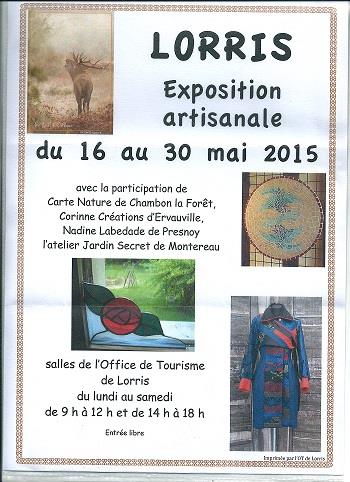 LORRIS
Exposition
artisanale
du 16 au 30 mai 2015
avec la participation de
Carte Nature de Chambon la Forêt,
Corinne Créations d'Ervauville,
Nadine Labedade de Presnoy
l'atelier Jardin Secret de Montereau
salles de l'Office de Tourisme
de Lorris
du lundi au samedi
de 9 h à 12 h et de 14 h à 18 h
Entrée libre
Imprimée par l'OT de Lorris